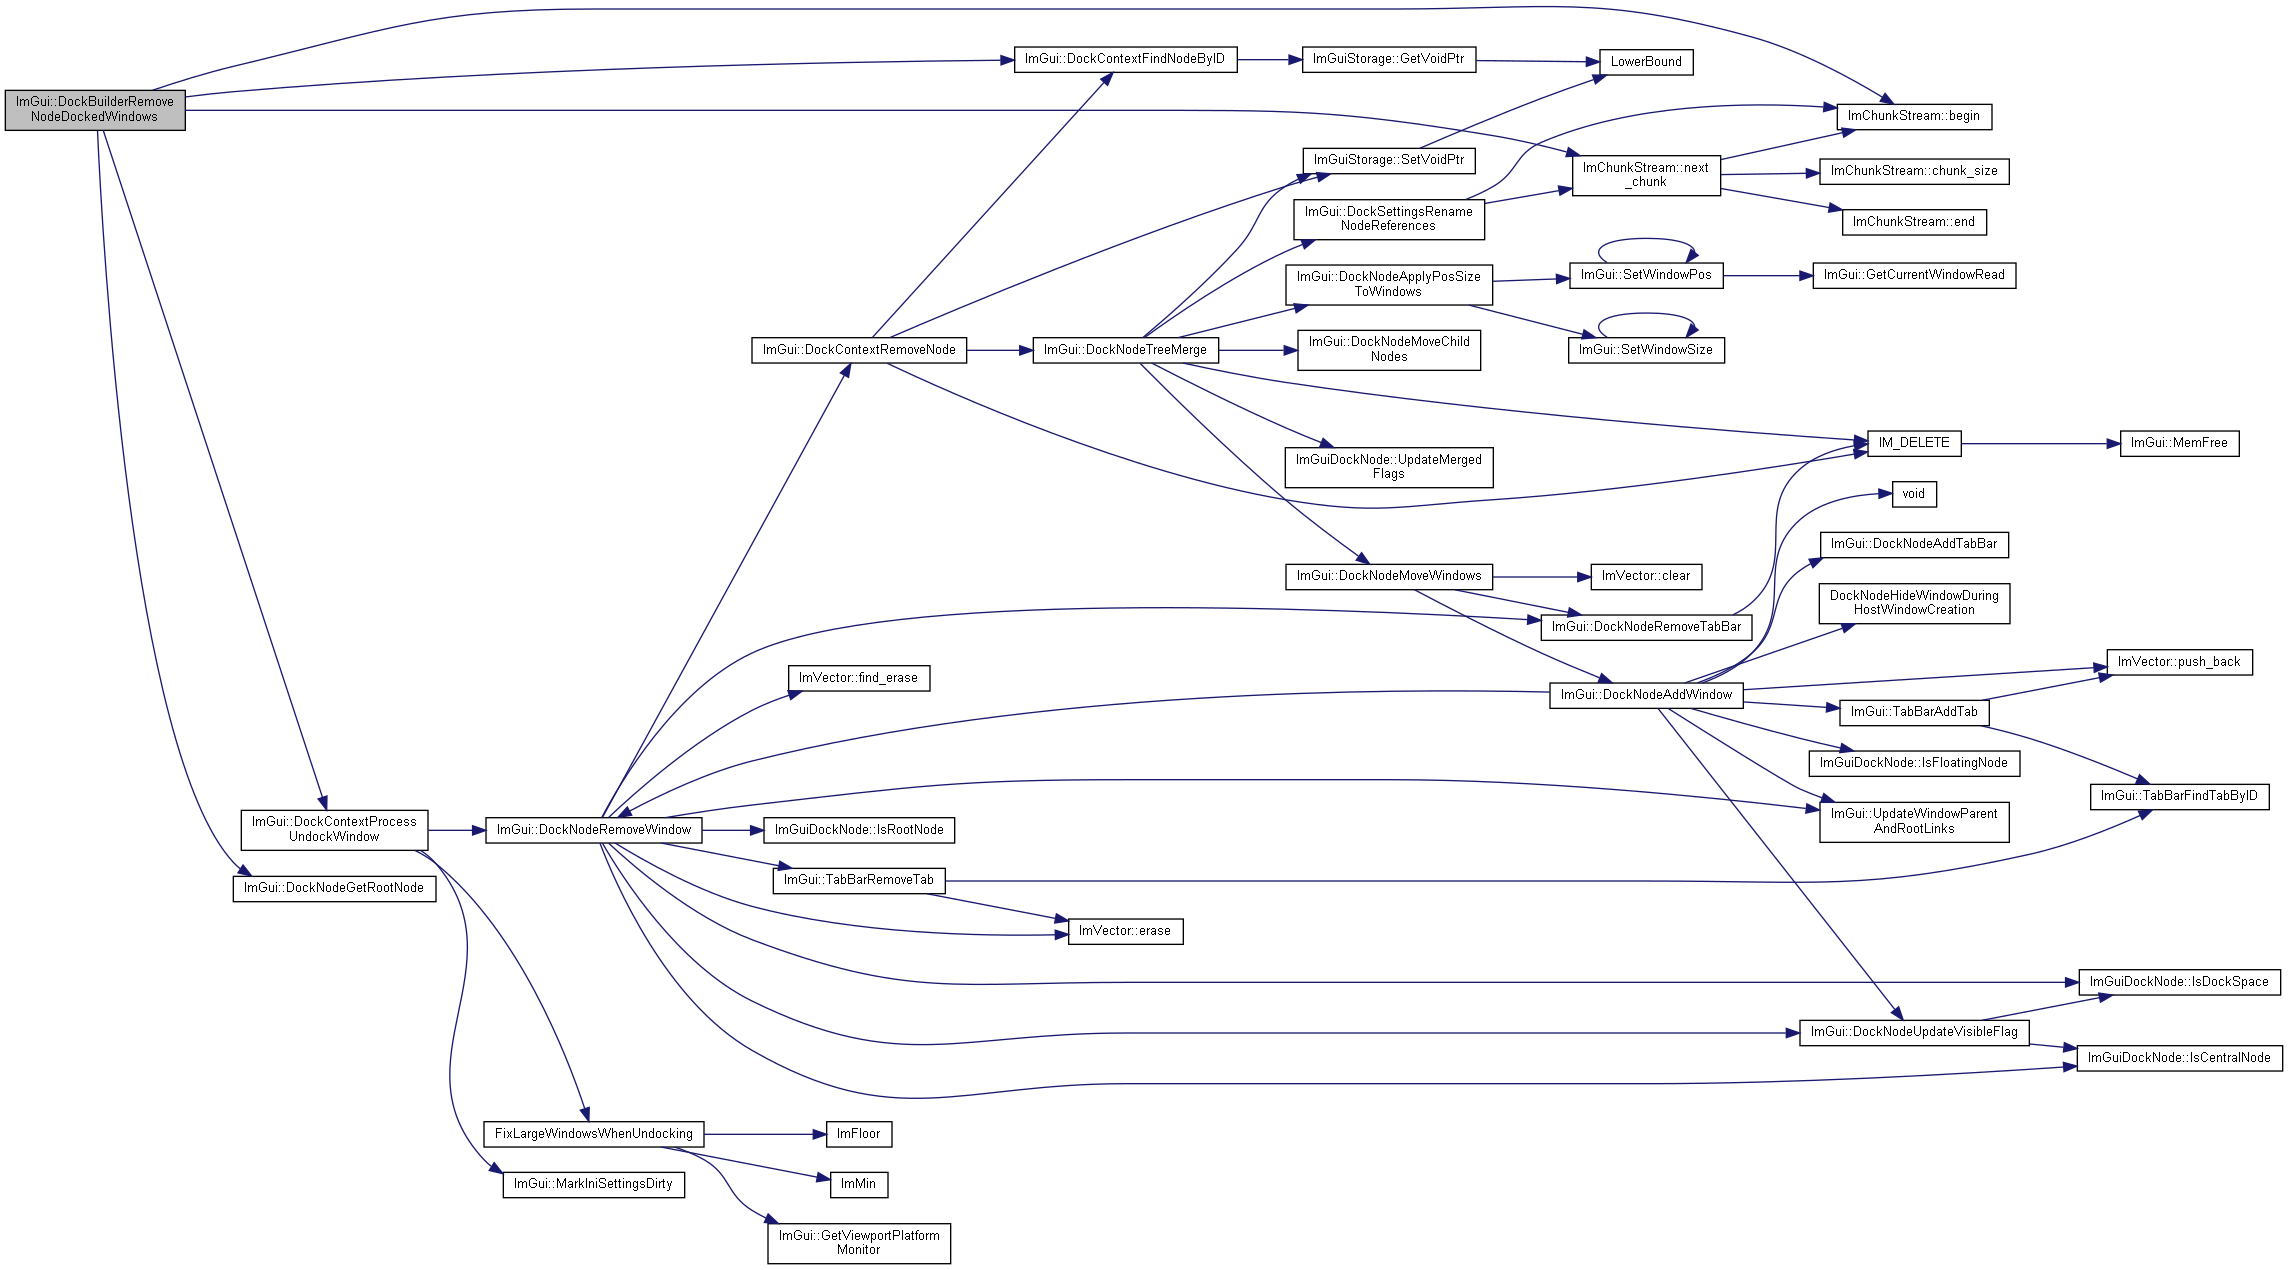 ImGui::DockBuilderRemove
NodeDockedWindows
ImGui::DockContextFindNodeByID
ImGuiStorage::GetVoidPtr
LowerBound
ImChunkStream::begin
ImGuiStorage::SetVoidPtr
ImChunkStream::next
_chunk
ImChunkStream::chunk_size
ImGui::DockSettingsRename
NodeReferences
ImChunkStream::end
ImGui::DockNodeApplyPosSize
ToWindows
ImGui::SetWindowPos
ImGui::GetCurrentWindowRead
ImGui::DockContextRemoveNode
ImGui::DockNodeTreeMerge
ImGui::DockNodeMoveChild
Nodes
ImGui::SetWindowSize
ImGuiDockNode::UpdateMerged
Flags
IM_DELETE
ImGui::MemFree
void
ImGui::DockNodeAddTabBar
ImGui::DockNodeMoveWindows
ImVector::clear
DockNodeHideWindowDuring
HostWindowCreation
ImGui::DockNodeRemoveTabBar
ImVector::push_back
ImVector::find_erase
ImGui::DockNodeAddWindow
ImGui::TabBarAddTab
ImGuiDockNode::IsFloatingNode
ImGui::TabBarFindTabByID
ImGui::DockContextProcess
UndockWindow
ImGui::DockNodeRemoveWindow
ImGuiDockNode::IsRootNode
ImGui::UpdateWindowParent
AndRootLinks
ImGui::DockNodeGetRootNode
ImGui::TabBarRemoveTab
ImVector::erase
ImGuiDockNode::IsDockSpace
ImGui::DockNodeUpdateVisibleFlag
ImGuiDockNode::IsCentralNode
FixLargeWindowsWhenUndocking
ImFloor
ImGui::MarkIniSettingsDirty
ImMin
ImGui::GetViewportPlatform
Monitor